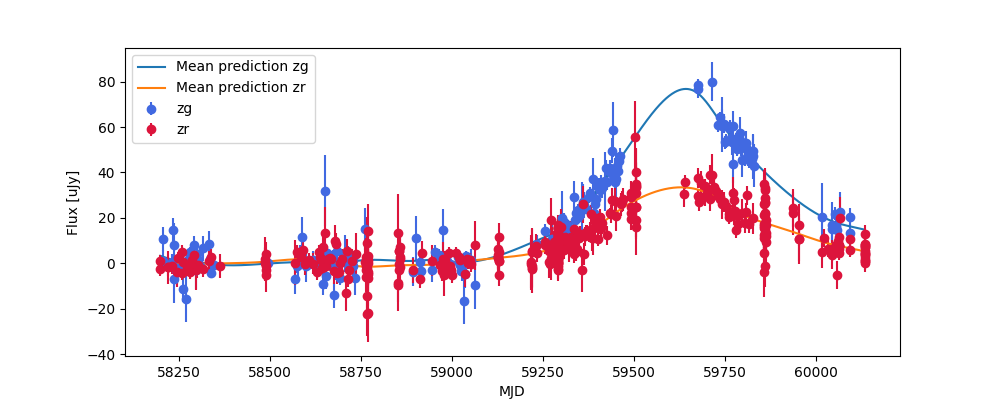 Mean prediction zg
Mean prediction zr
zg
zr
Flux [uJy]
80
60
40
20
0
−20
−40
58250
58500
58750
59000
59250
59500
59750
60000
MJD